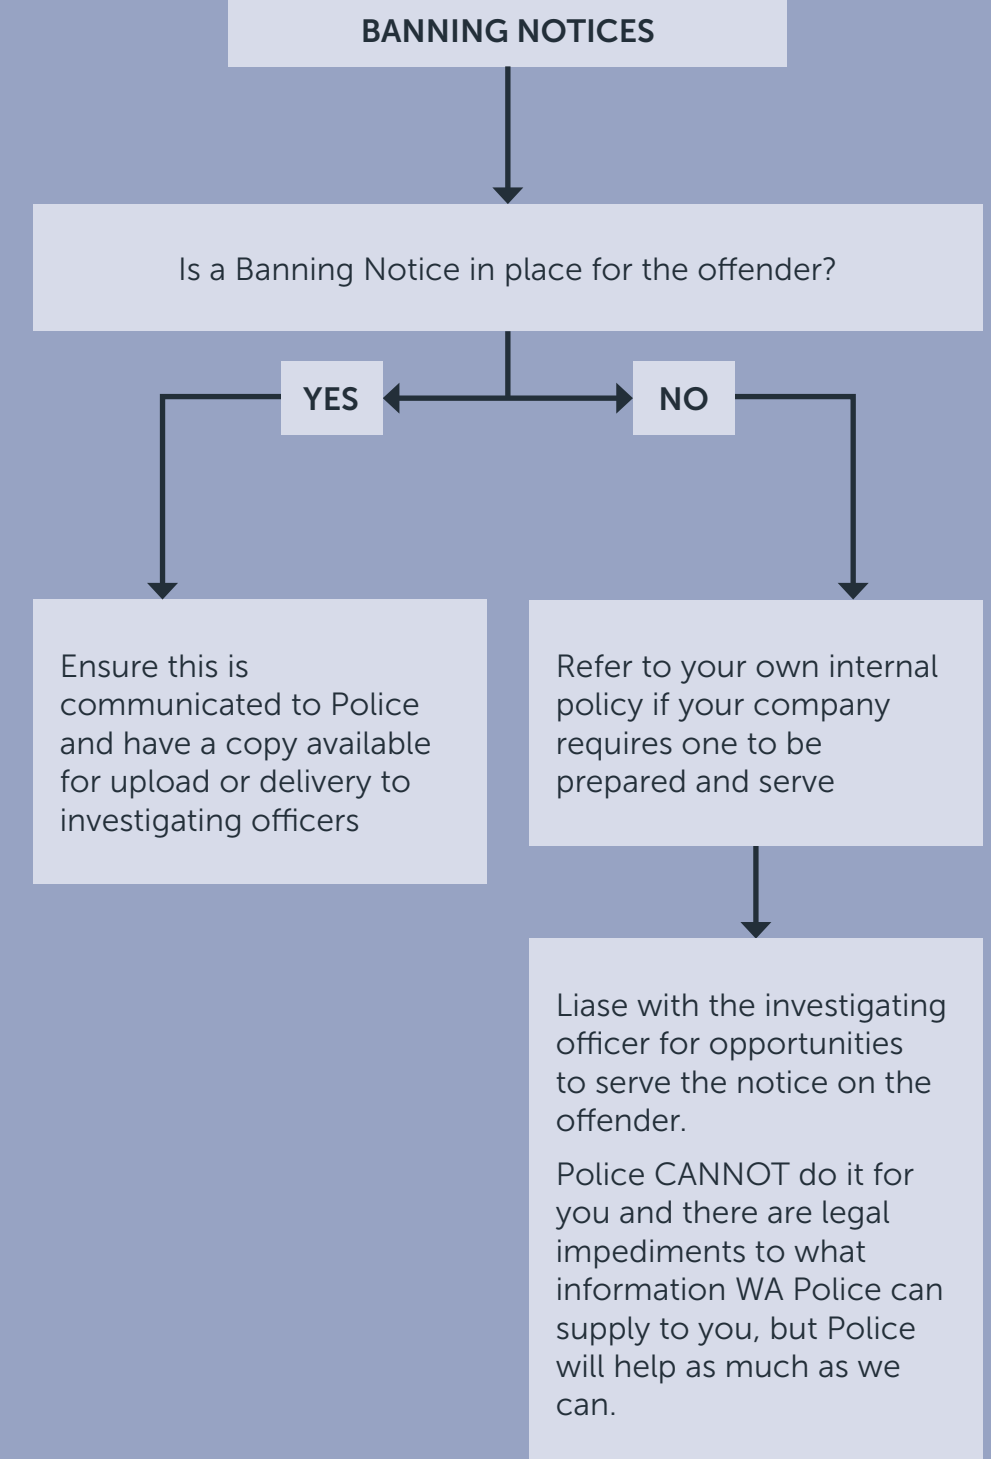 BANNING NOTICES
Is a Banning Notice in place for the offender?
YES
NO
Ensure this is
communicated to Police
and have a copy available
for upload or delivery to
investigating officers
Refer to your own internal
policy if your company
requires one to be
prepared and serve
Liase with the investigating
officer for opportunities
to serve the notice on the
offender.
Police CANNOT do it for
you and there are legal
impediments to what
information WA Police can
supply to you, but Police
will help as much as we
can.